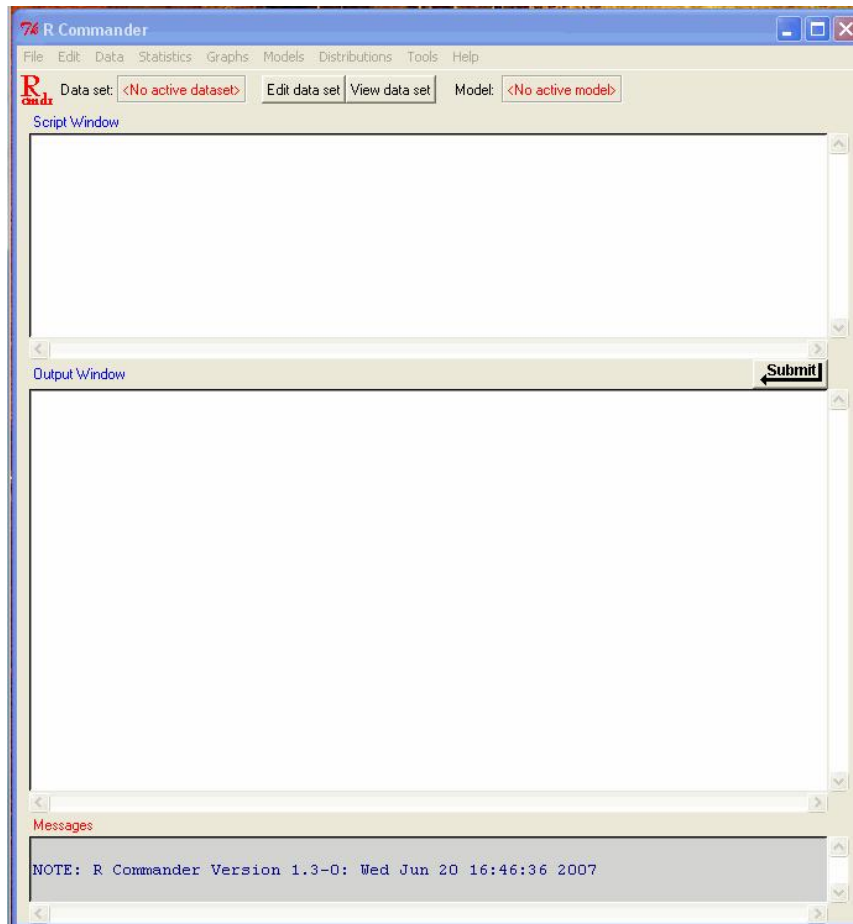 R Commander
File Edit Data Statistics Graphs Models Distributions Tools Help
R cmdr Data set: <No active dataset> Edit data set View data set Model: <No active model>
Script Window
Output Window Submit
Messages
NOTE: R Commander Version 1.3-0: Wed Jun 20 16:46:36 2007